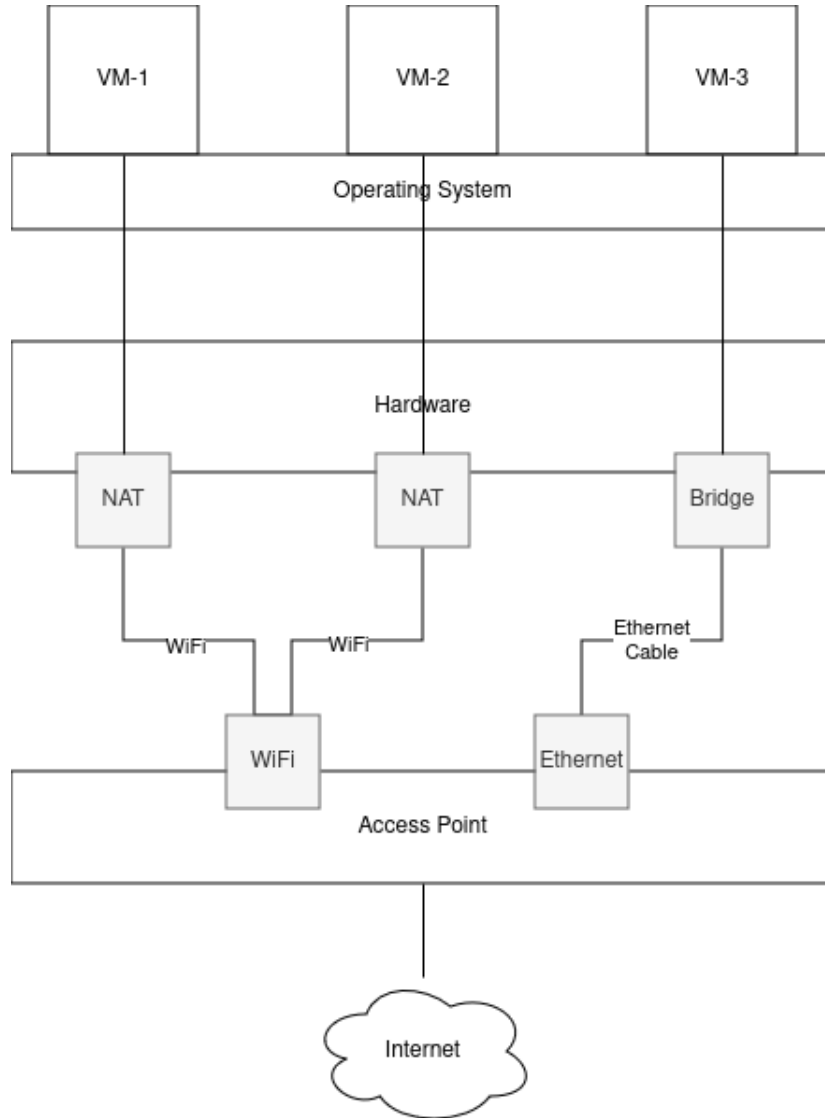 VM-1
VM-2
VM-3
Operating System
Hardware
NAT
NAT
Bridge
WiFi
WiFi
Ethernet
Cable
WiFi
Ethernet
Access Point
Internet